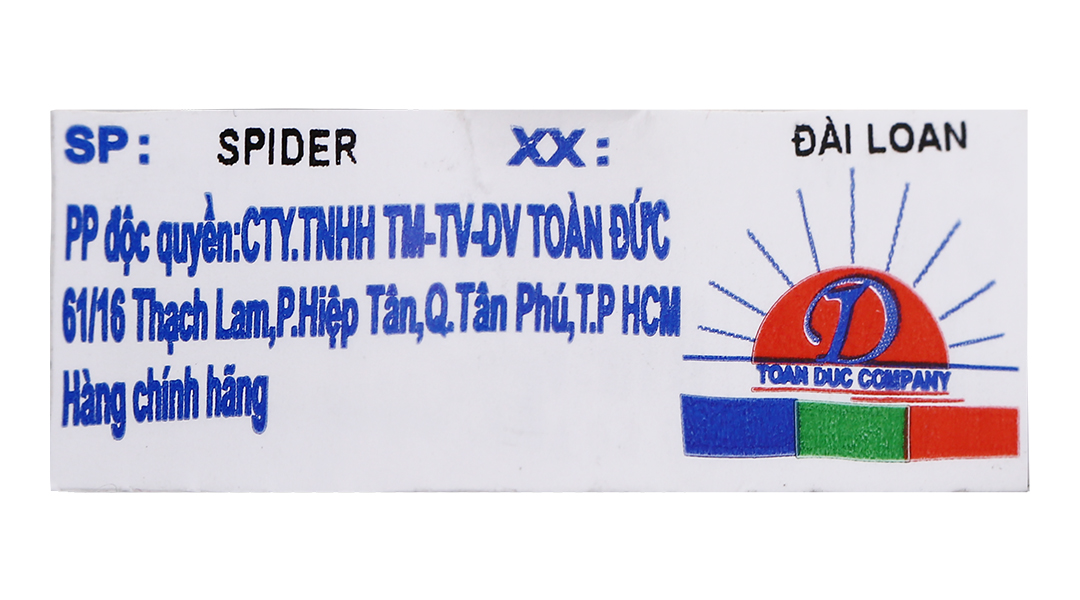 SP: SPIDER XX: ĐÀI LOAN
PP độc quyền:CTY.TNHH TM-TV-DV TOÀN ĐỨC
61/16 Thạch Lam,P.Hiệp Tân,Q.Tân Phú,T.P HCM
Hàng chính hãng
TD
TOAN DUC COMPANY